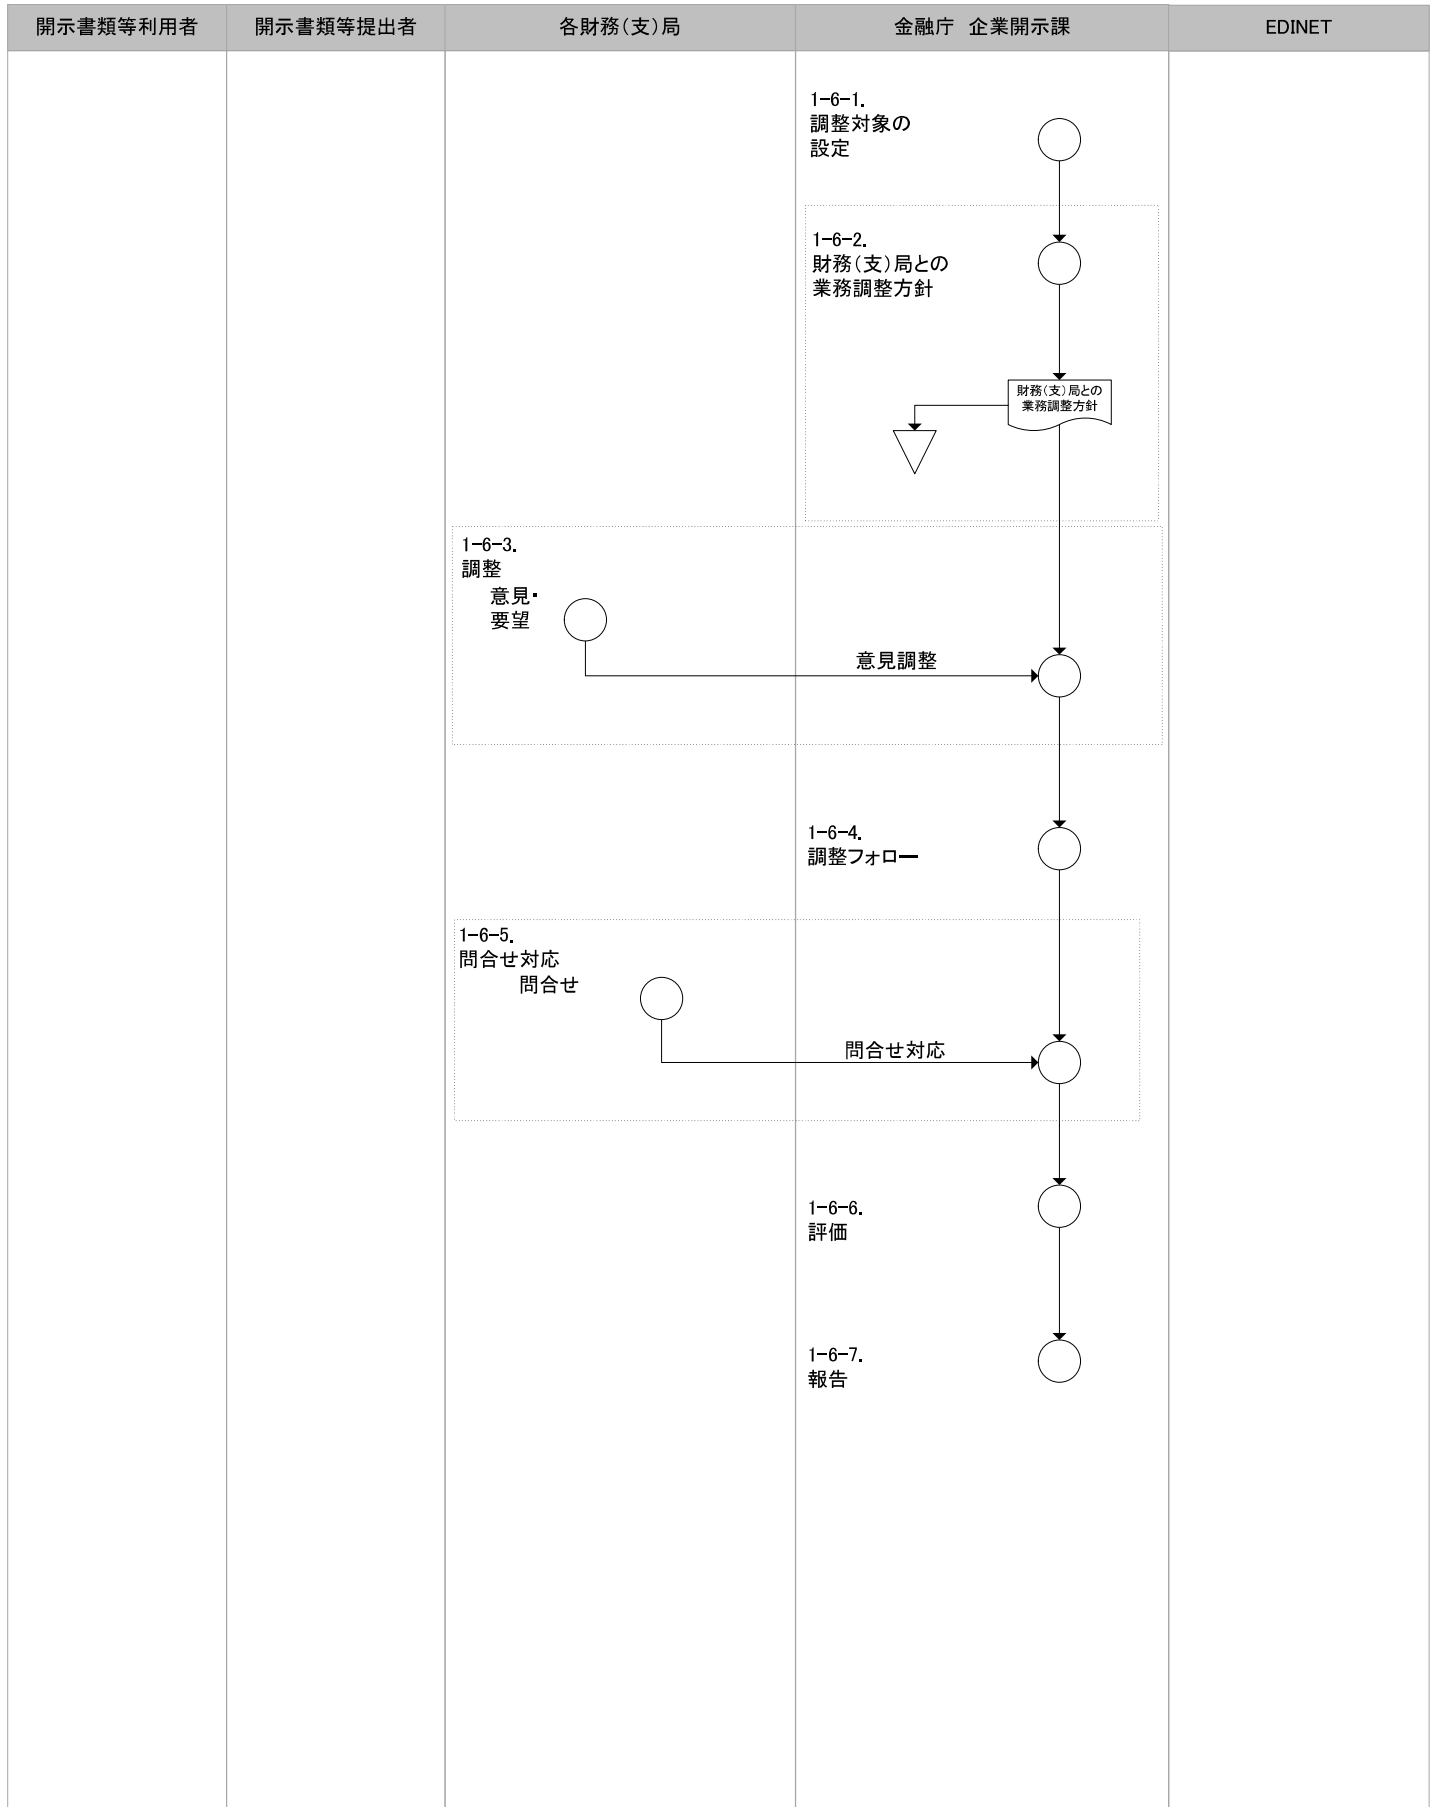 開示書類等利用者
開示書類等提出者
各財務(支)局
金融庁 企業開示課
EDINET
1-6-1.
調整対象の
設定
1-6-2.
財務(支)局との
業務調整方針
財務(支)局との
業務調整方針
1-6-3.
調整
意見・
要望
意見調整
1-6-4.
調整フォロー
1-6-5.
問合せ対応
問合せ
問合せ対応
1-6-6.
評価
1-6-7.
報告